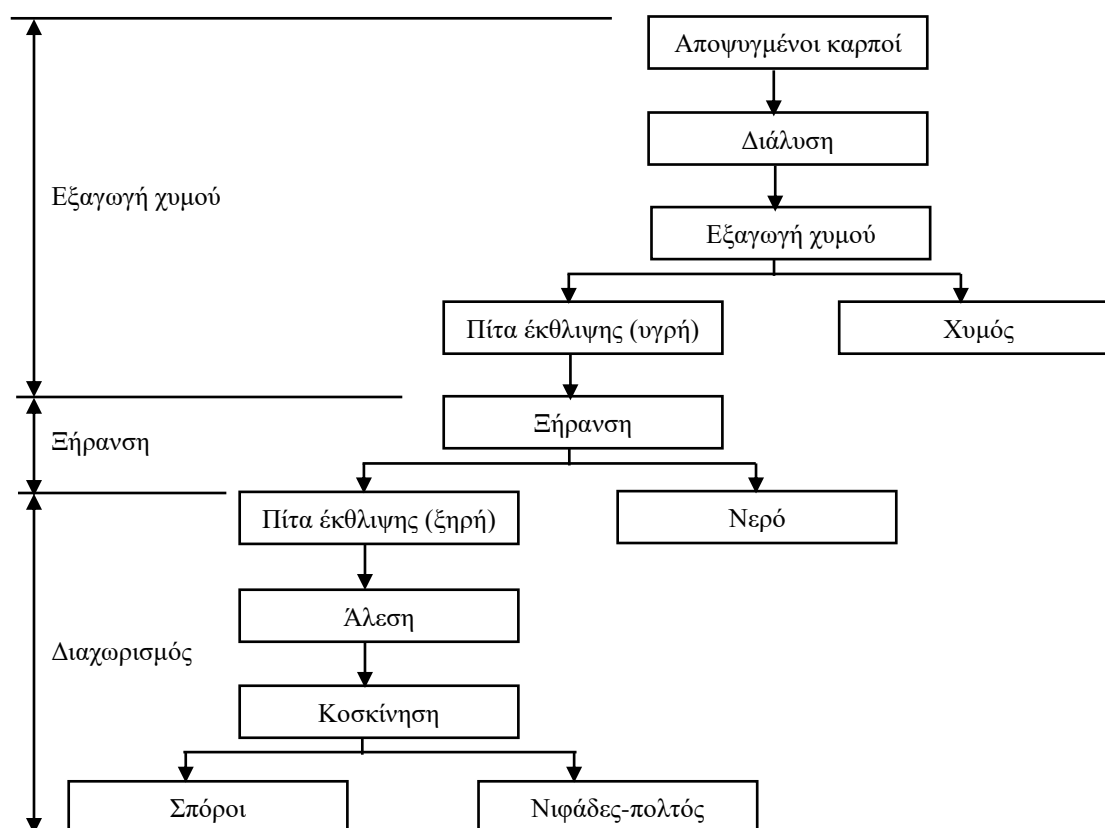 Αποψυγμένοι καρποί
Διάλυση
Εξαγωγή χυμού
Εξαγωγή χυμού
Πίτα έκθλιψης (υγρή)
Χυμός
Ξήρανση
Ξήρανση
Πίτα έκθλιψης (ξηρή)
Νερό
Άλεση
Διαχωρισμός
Κοσκίνηση
Σπόροι
Νιφάδες-πολτός